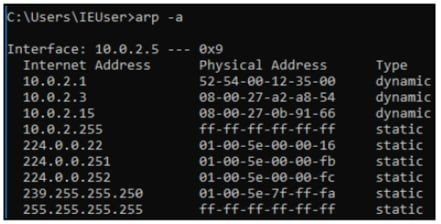 C:\Users\IEUser>arp -a
Interface: 10.0.2.5 --- 0x9
Internet Address Physical Address Type
10.0.2.1 52-54-00-12-35-00 dynamic
10.0.2.3 08-00-27-a2-a8-54 dynamic
10.0.2.15 08-00-27-0b-91-66 dynamic
10.0.2.255 ff-ff-ff-ff-ff-ff static
224.0.0.22 01-00-5e-00-00-16 static
224.0.0.251 01-00-5e-00-00-fb static
224.0.0.252 01-00-5e-00-00-fc static
239.255.255.250 01-00-5e-7f-ff-fa static
255.255.255.255 ff-ff-ff-ff-ff-ff static